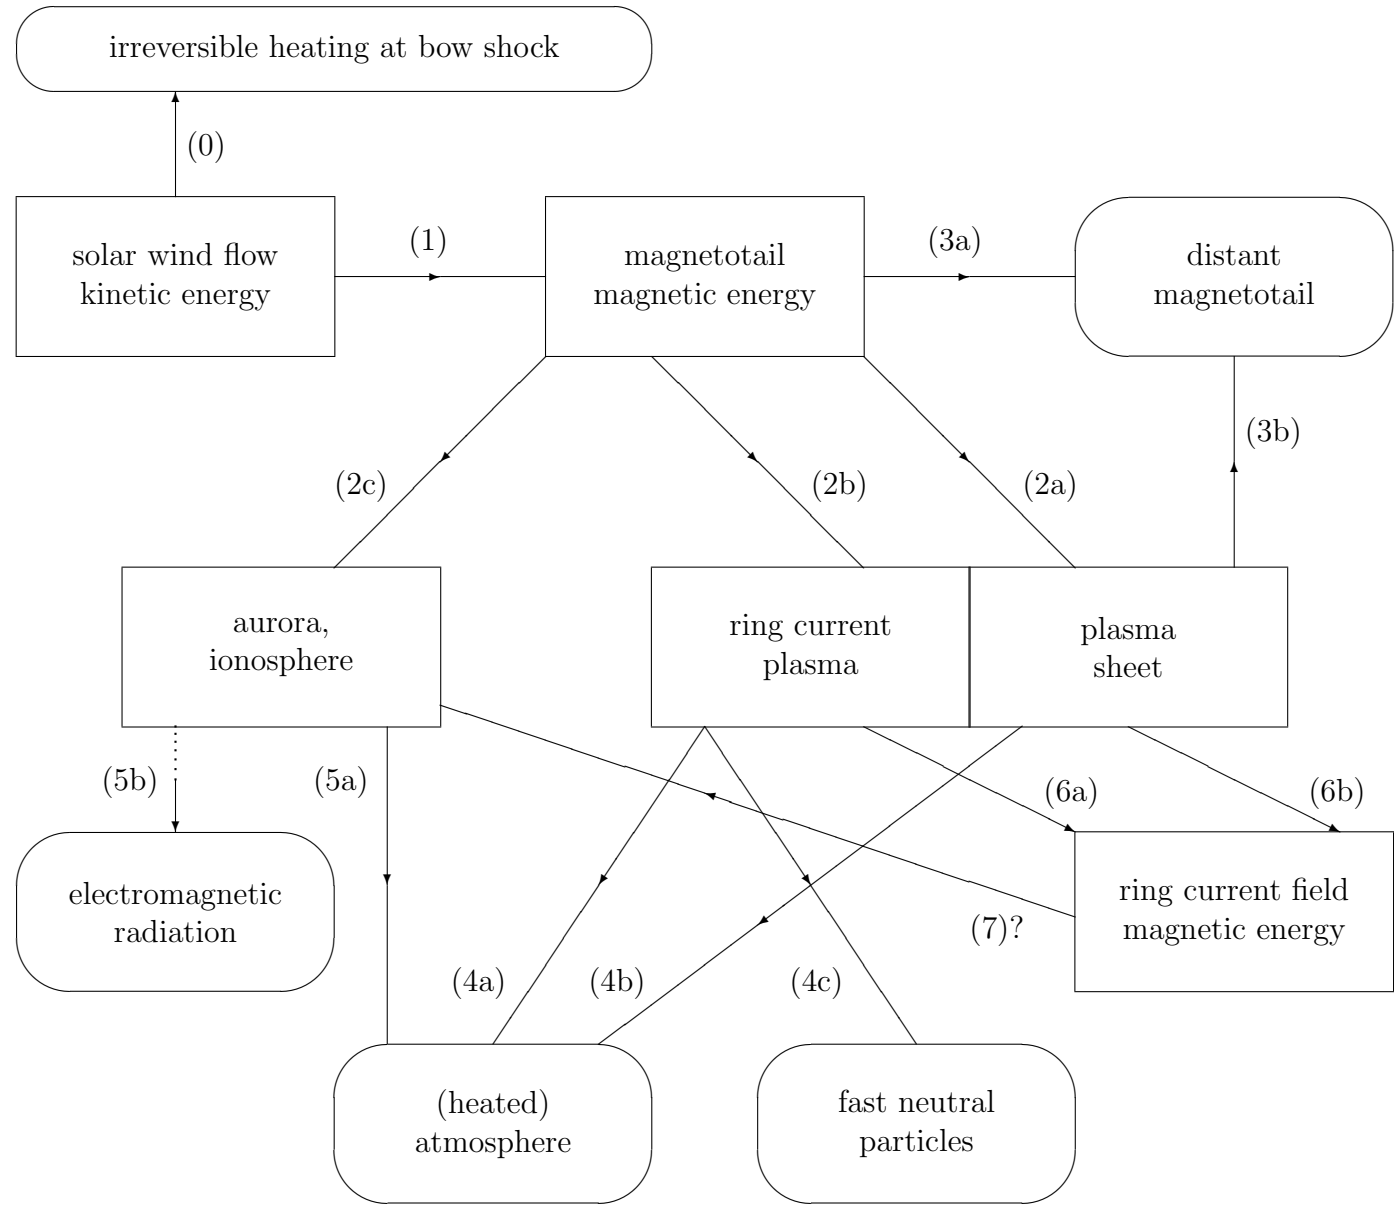 irreversible heating at bow shock
(0)
solar wind flow
kinetic energy
(1)
magnetotail
magnetic energy
(3a)
distant
magnetotail
(3b)
(2c)
(2b)
(2a)
aurora,
ionosphere
ring current
plasma
plasma
sheet
(5b)
(5a)
(6a)
(6b)
electromagnetic
radiation
ring current field
magnetic energy
(7)?
(4a)
(4b)
(4c)
(heated)
atmosphere
fast neutral
particles